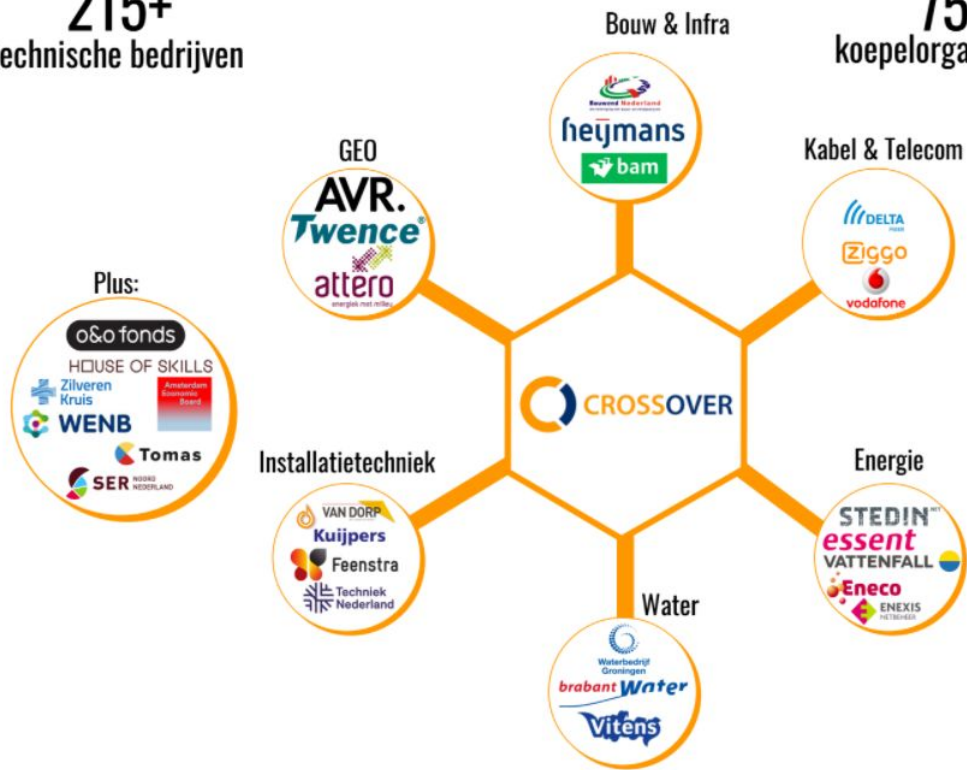 215+
echnische bedrijven
75
koepelorga
Bouw & Infra
Bouwend Nederland
heijmans
bam
GEO
AVR.
Twence
attero
energiek met milieu
Kabel & Telecom
DELTA
FIBER
ziggo
vodafone
Plus:
o&o fonds
HOUSE OF SKILLS
Zilveren
Kruis
Amsterdam
Economic
Board
WENB
Tomas
SER NOORD
NEDERLAND
CROSSOVER
Installatietechniek
VAN DORP
Kuijpers
Feenstra
Techniek
Nederland
Energie
STEDIN
NET
essent
VATTENFALL
Eneco
ENEXIS
NETBEHEER
Water
Waterbedrijf
Groningen
brabant Water
Vitens